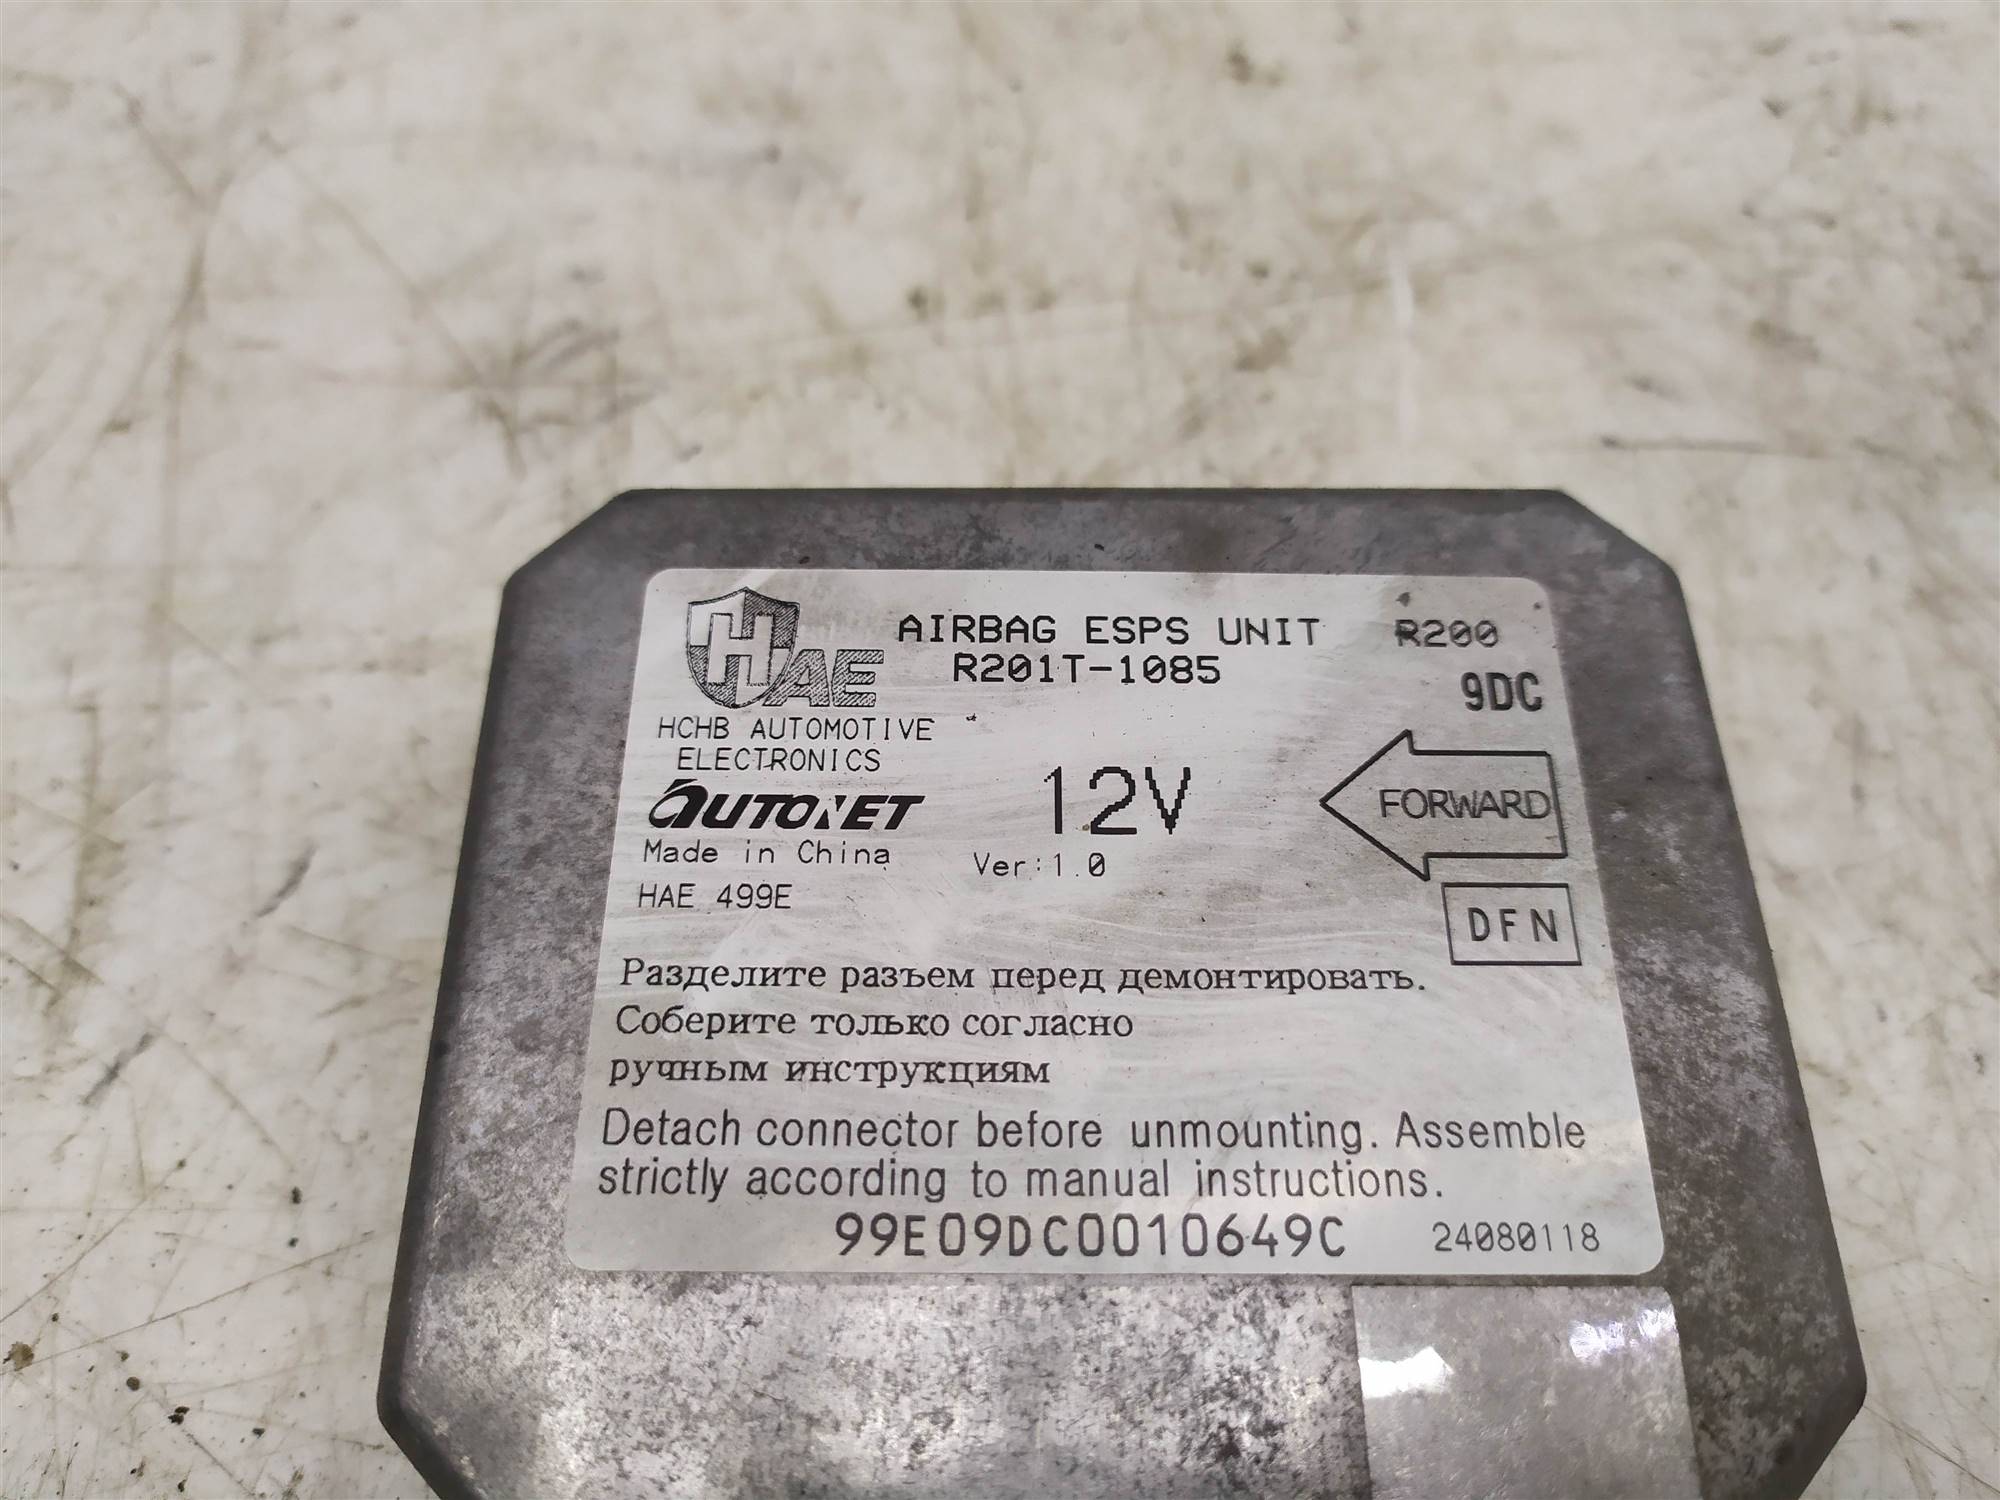 HAE
AIRBAG ESPS UNIT R200
R201T-1085
9DC
HCHB AUTOMOTIVE
ELECTRONICS
AUTONET
12V
FORWARD
Made in China
Ver:1.0
HAE 499E
DFN
Разделите разъем перед демонтировать.
Соберите только согласно
ручным инструкциям
Detach connector before unmounting. Assemble
strictly according to manual instructions.
99E09DC0010649C 24080118